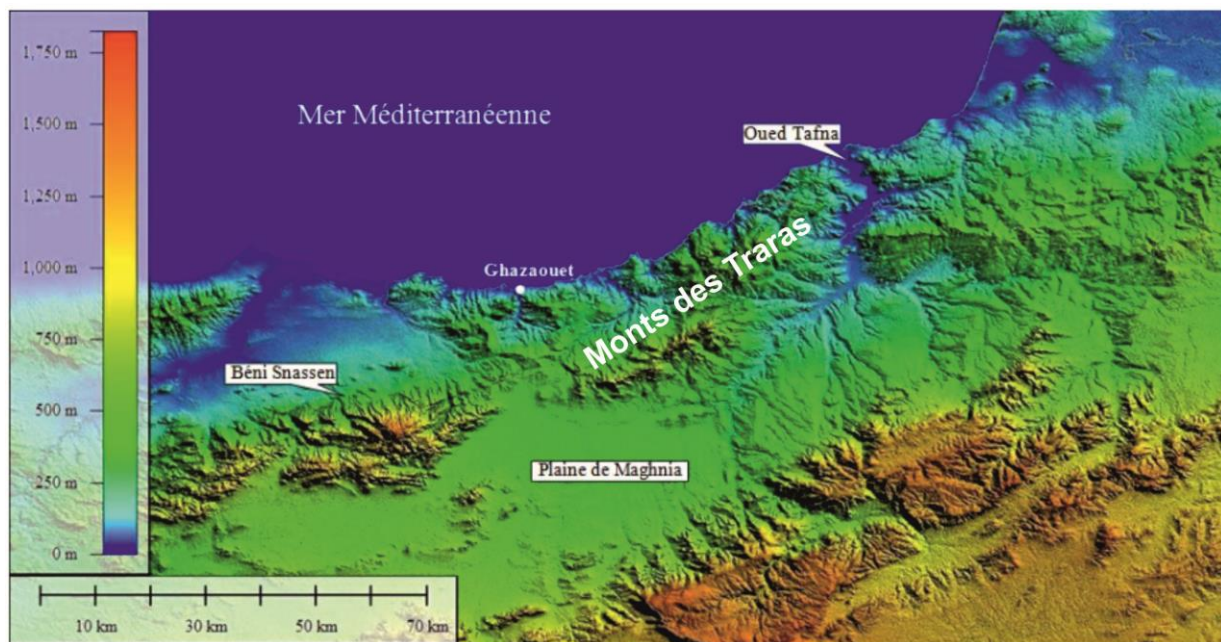 1,750 m
1,500 m
1,250 m
1,000 m
750 m
500 m
250 m
0 m
Mer Méditerranéenne
Oued Tafna
Ghazaouet
Monts des Traras
Béni Snassen
Plaine de Maghnia
10 km 30 km 50 km 70 km